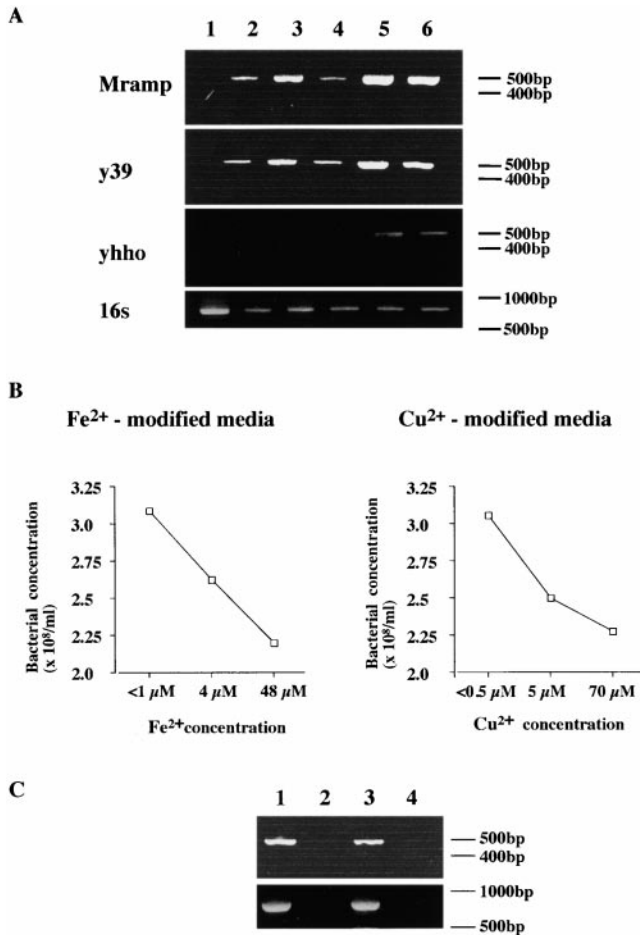 A
1 2 3 4 5 6
Mramp
500bp
400bp
y39
500bp
400bp
yhho
500bp
400bp
16s
1000bp
500bp
B
Fe²⁺ - modified media
Cu²⁺ - modified media
Bacterial concentration
(x 10⁸/ml)
3.25
3.0
2.75
2.5
2.25
2.0
<1 µM 4 µM 48 µM
Fe²⁺concentration
Bacterial concentration
(x 10⁸/ml)
3.25
3.0
2.75
2.5
2.25
2.0
<0.5 µM 5 µM 70 µM
Cu²⁺ concentration
C
1 2 3 4
500bp
400bp
1000bp
500bp